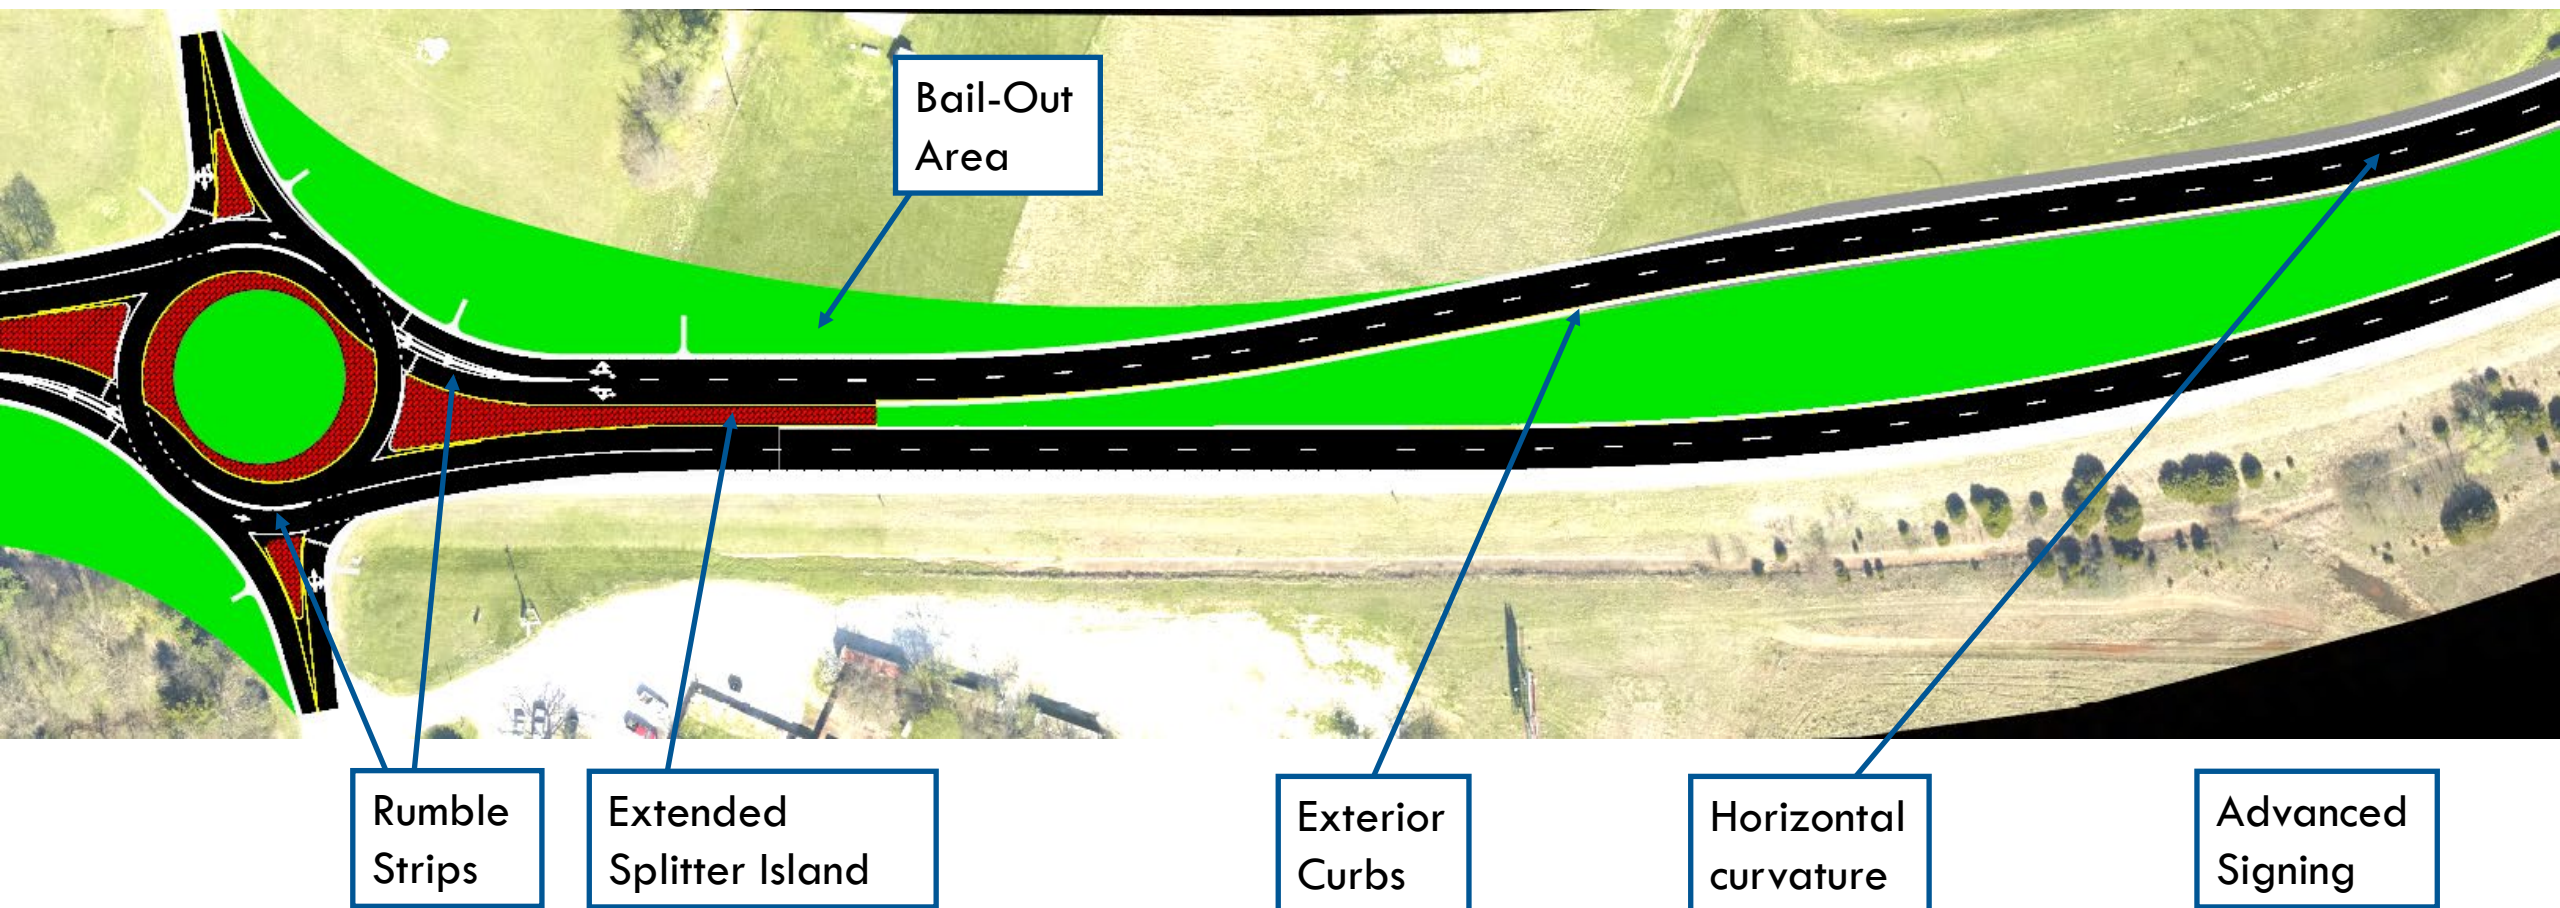 Bail-Out
Area
Rumble
Strips
Extended
Splitter Island
Exterior
Curbs
Horizontal
curvature
Advanced
Signing